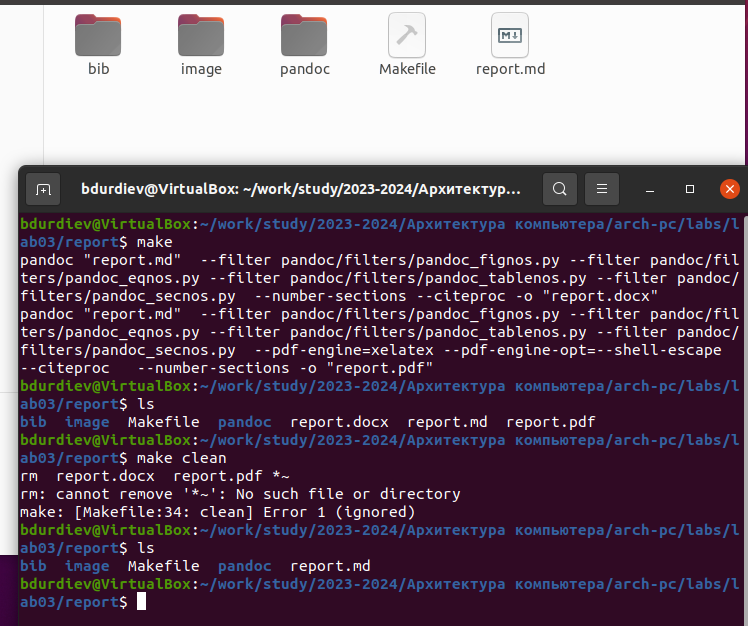 bib image pandoc Makefile report.md
M↓
bdurdiev@VirtualBox: ~/work/study/2023-2024/Архитектур...
bdurdiev@VirtualBox:~/work/study/2023-2024/Архитектура компьютера/arch-pc/labs/l
ab03/report$ make
pandoc "report.md"  --filter pandoc/filters/pandoc_fignos.py --filter pandoc/fil
ters/pandoc_eqnos.py --filter pandoc/filters/pandoc_tablenos.py --filter pandoc/
filters/pandoc_secnos.py  --number-sections --citeproc -o "report.docx"
pandoc "report.md"  --filter pandoc/filters/pandoc_fignos.py --filter pandoc/fil
ters/pandoc_eqnos.py --filter pandoc/filters/pandoc_tablenos.py --filter pandoc/
filters/pandoc_secnos.py  --pdf-engine=xelatex --pdf-engine-opt=--shell-escape
--citeproc   --number-sections -o "report.pdf"
bdurdiev@VirtualBox:~/work/study/2023-2024/Архитектура компьютера/arch-pc/labs/l
ab03/report$ ls
bib  image  Makefile  pandoc  report.docx  report.md  report.pdf
bdurdiev@VirtualBox:~/work/study/2023-2024/Архитектура компьютера/arch-pc/labs/l
ab03/report$ make clean
rm  report.docx  report.pdf *~
rm: cannot remove '*~': No such file or directory
make: [Makefile:34: clean] Error 1 (ignored)
bdurdiev@VirtualBox:~/work/study/2023-2024/Архитектура компьютера/arch-pc/labs/l
ab03/report$ ls
bib  image  Makefile  pandoc  report.md
bdurdiev@VirtualBox:~/work/study/2023-2024/Архитектура компьютера/arch-pc/labs/l
ab03/report$